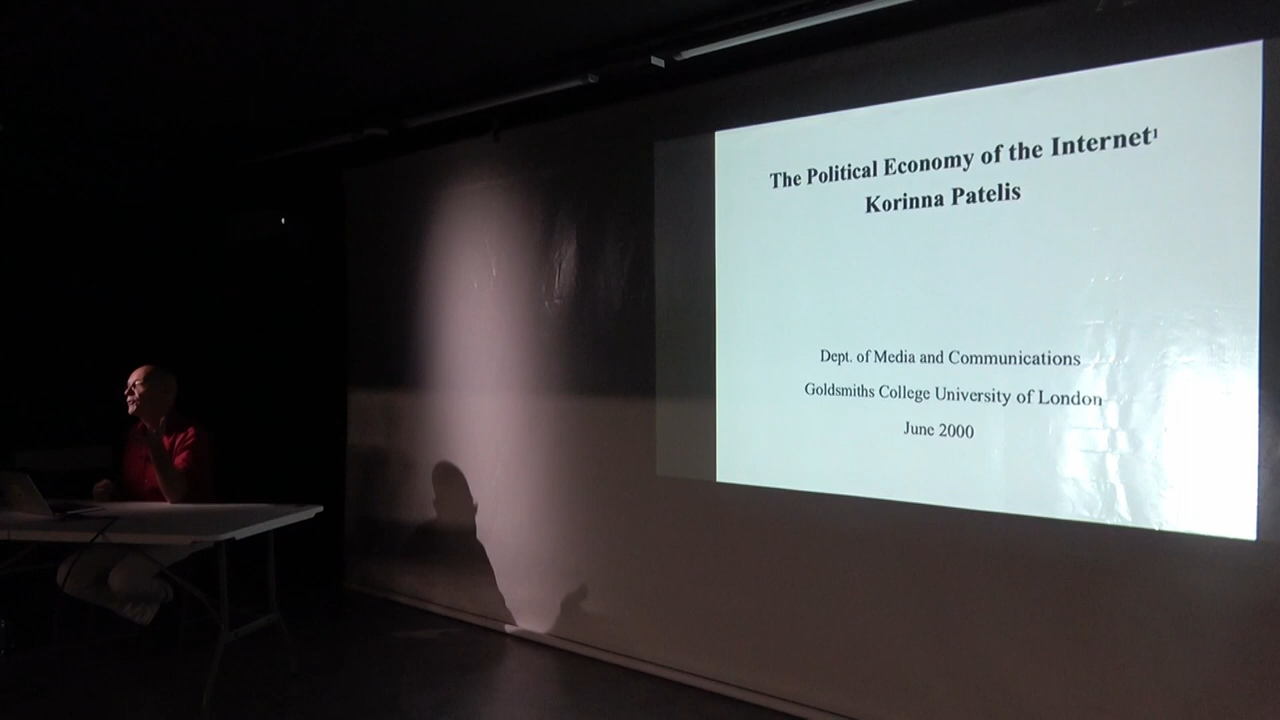 The Political Economy of the Internet¹
Korinna Patelis
Dept. of Media and Communications
Goldsmiths College University of London
June 2000